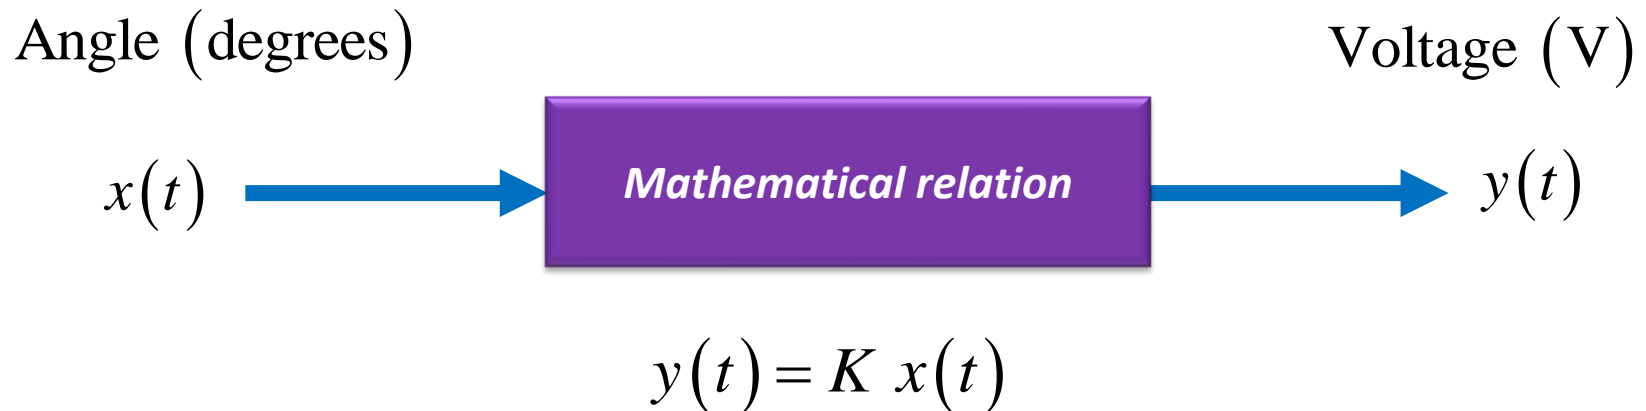 Angle (degrees)
Voltage (V)
x(t)
Mathematical relation
y(t)
y(t) = K x(t)